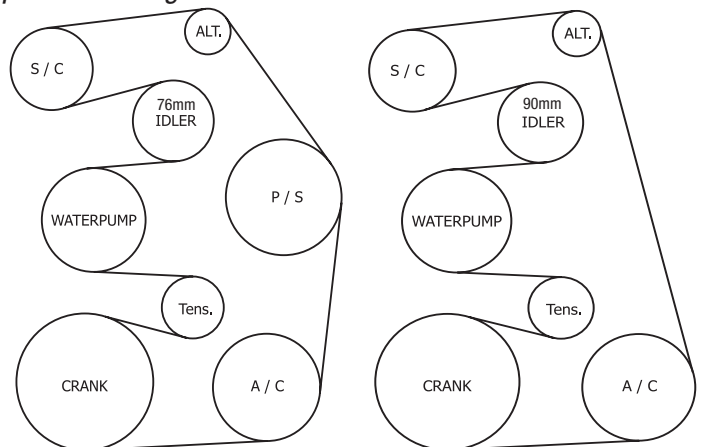 ALT.
S / C
76mm
IDLER
P / S
WATERPUMP
Tens.
CRANK
A / C
ALT.
S / C
90mm
IDLER
WATERPUMP
Tens.
CRANK
A / C